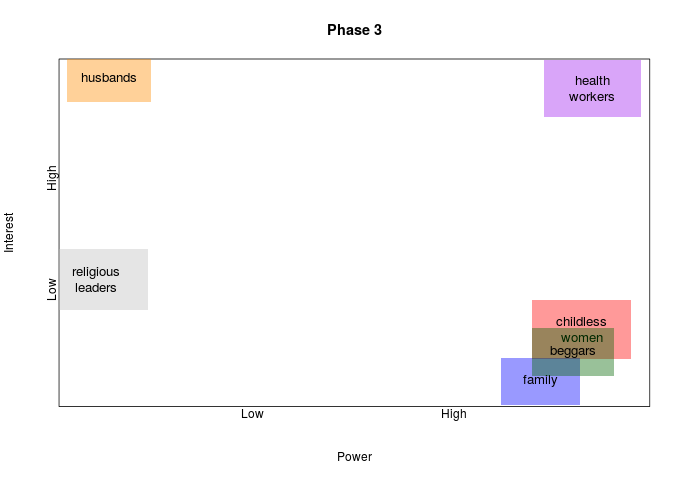 Phase 3
husbands
health
workers
High
Interest
religious
leaders
Low
childless
women
beggars
family
Low
High
Power